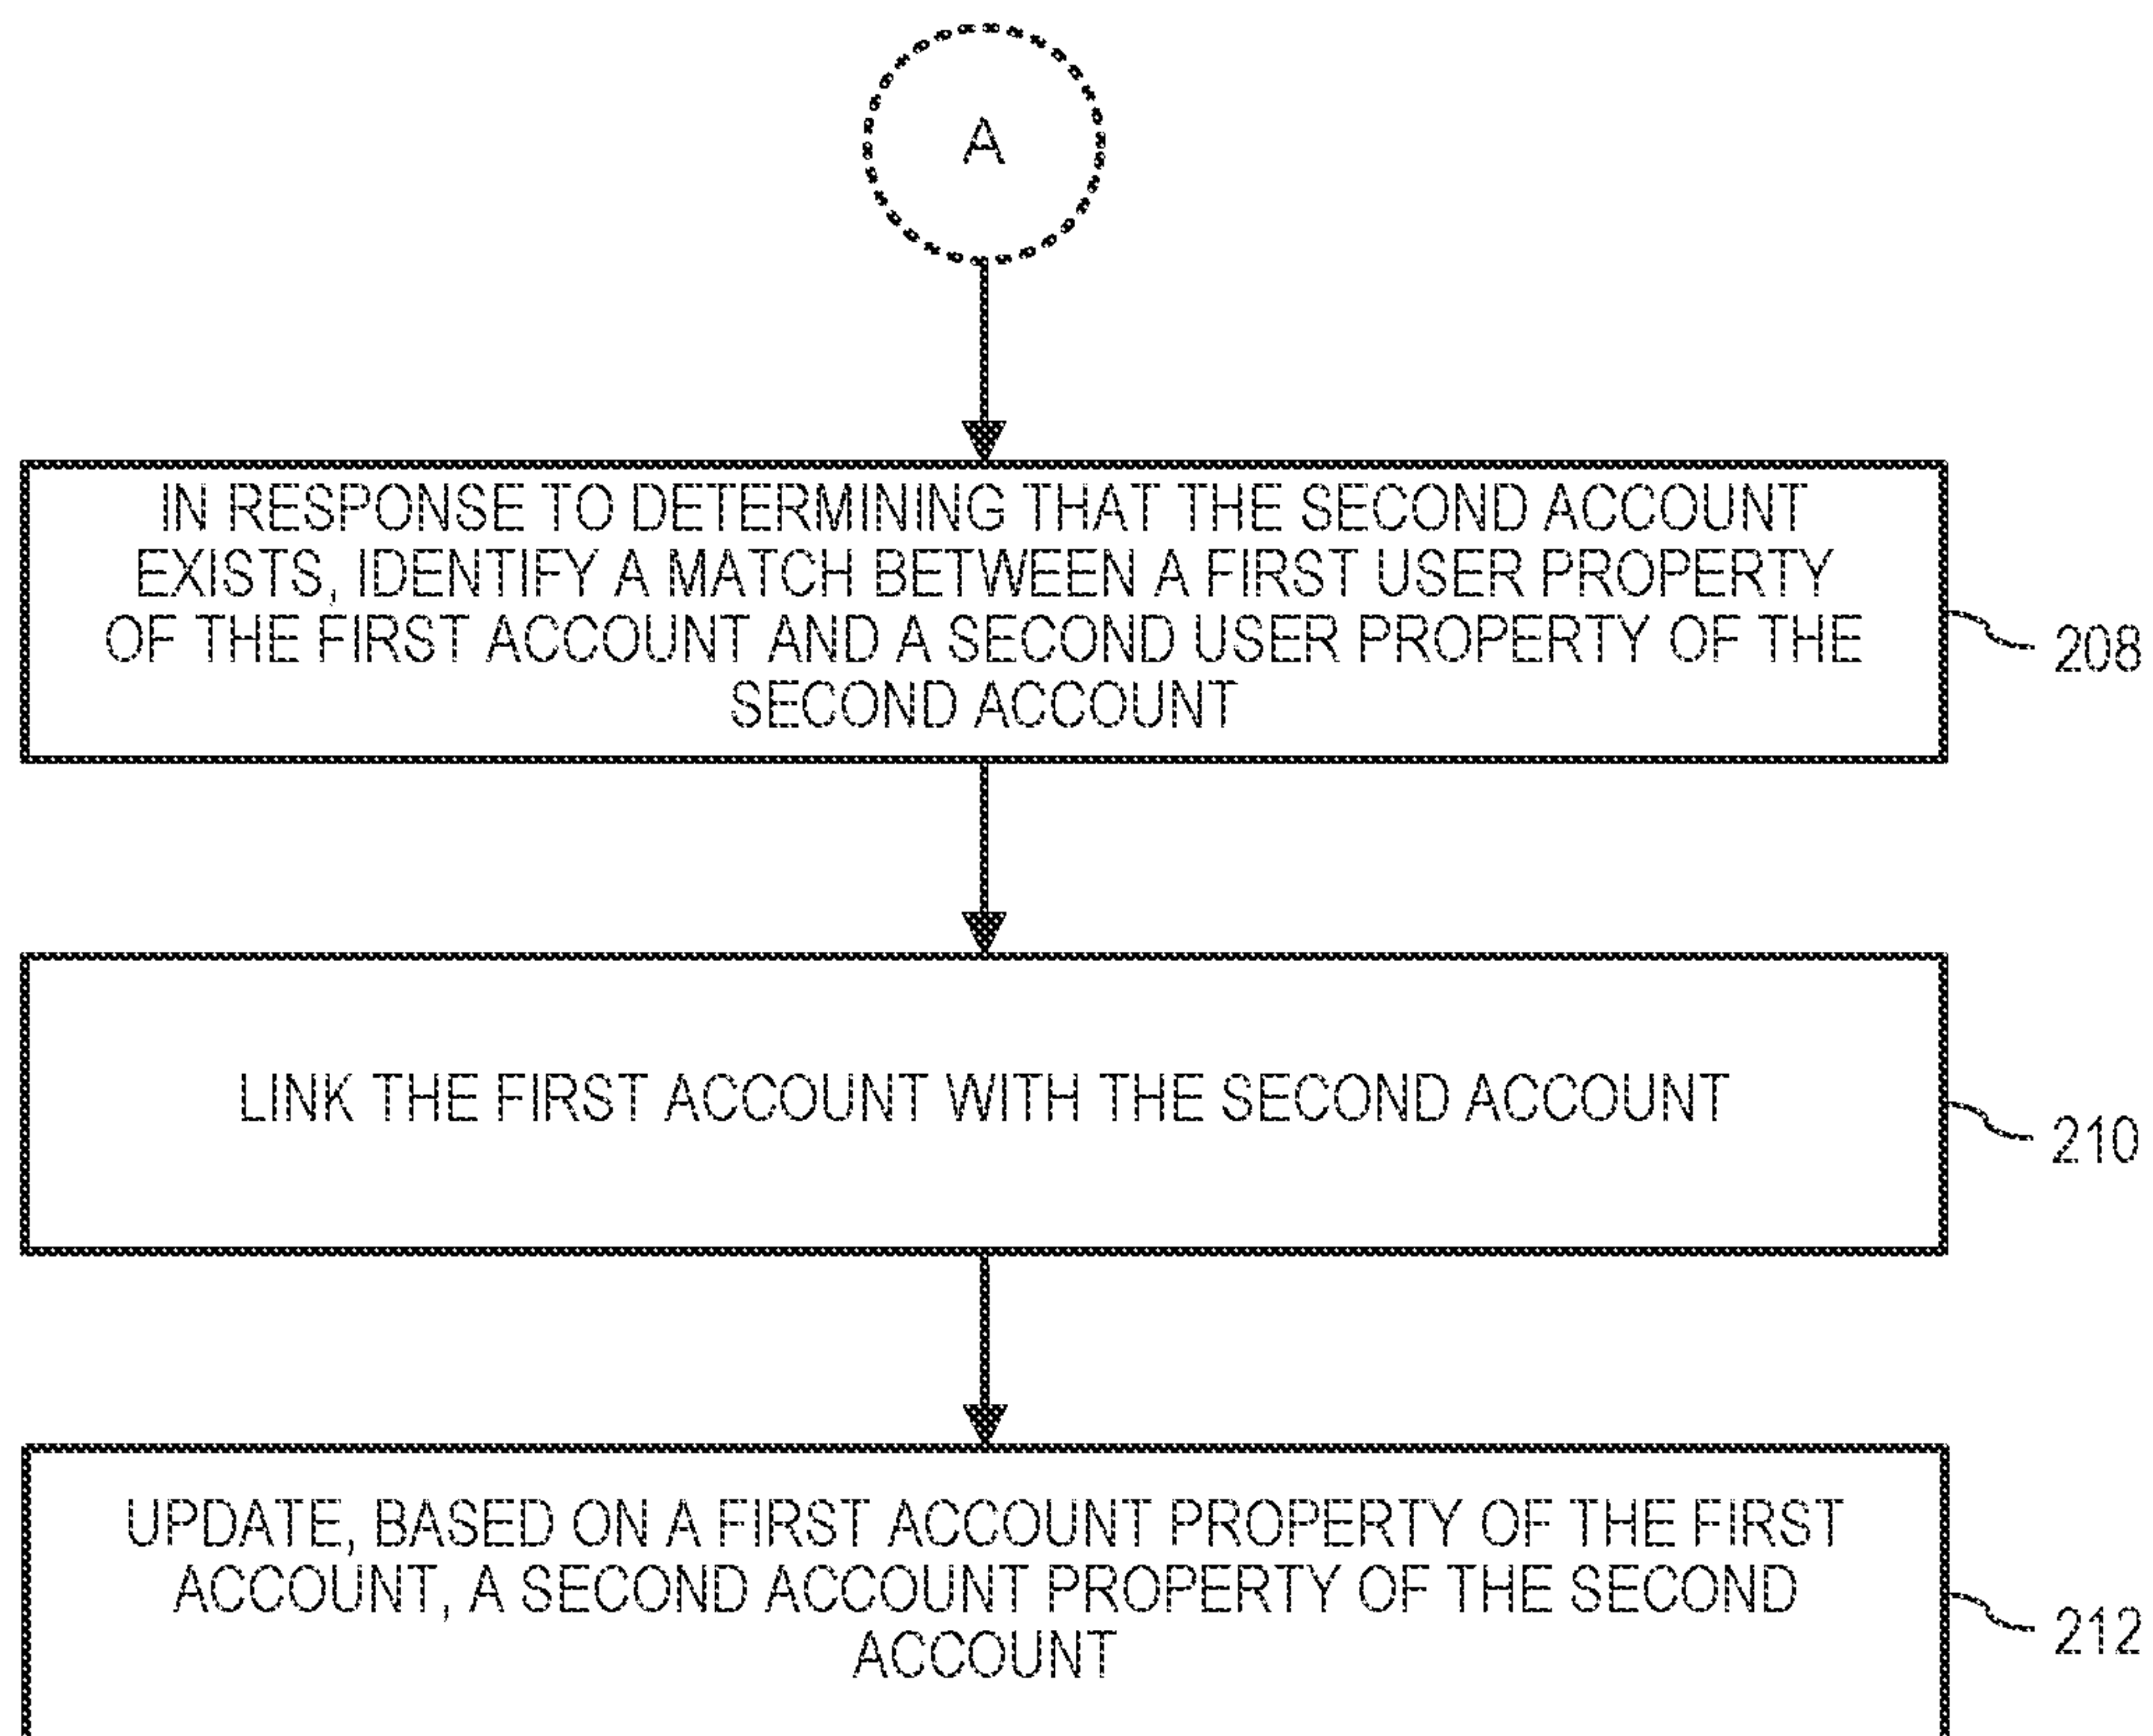 A
IN RESPONSE TO DETERMINING THAT THE SECOND ACCOUNT
EXISTS, IDENTIFY A MATCH BETWEEN A FIRST USER PROPERTY
OF THE FIRST ACCOUNT AND A SECOND USER PROPERTY OF THE
SECOND ACCOUNT
208
LINK THE FIRST ACCOUNT WITH THE SECOND ACCOUNT
210
UPDATE, BASED ON A FIRST ACCOUNT PROPERTY OF THE FIRST
ACCOUNT, A SECOND ACCOUNT PROPERTY OF THE SECOND
ACCOUNT
212